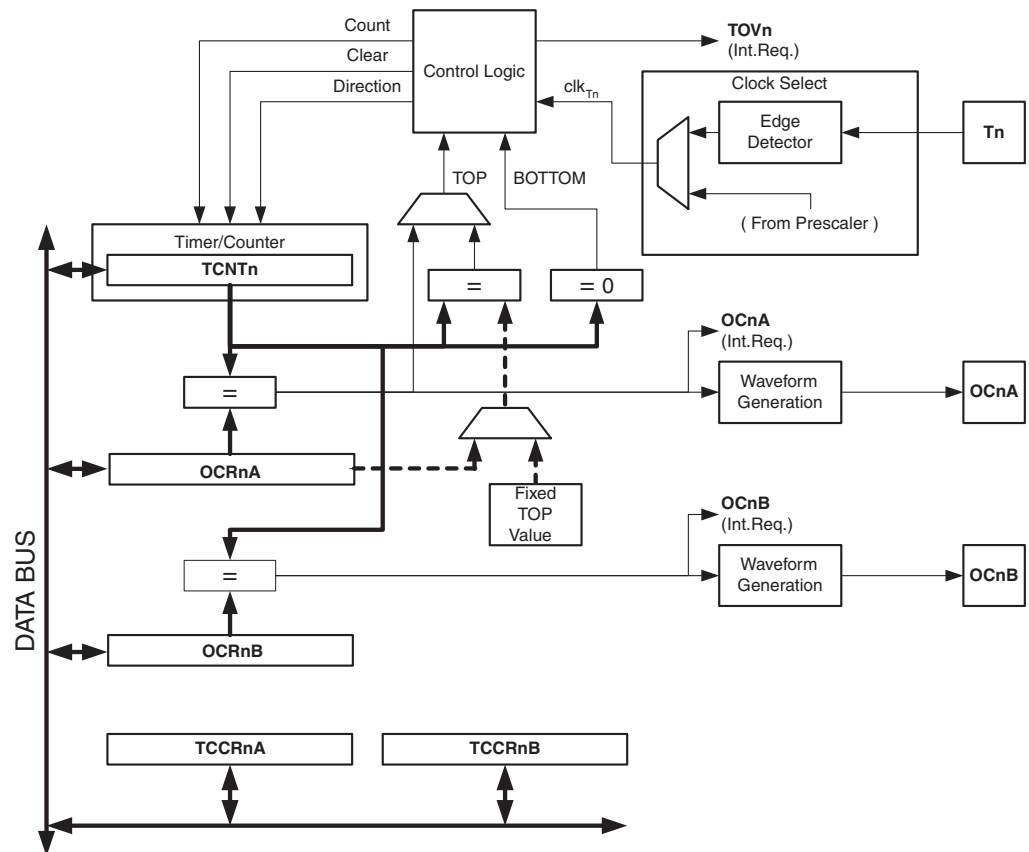 Count
Clear
Direction
Control Logic
TOVn
(Int.Req.)
clkTn
Clock Select
Edge
Detector
Tn
( From Prescaler )
TOP
BOTTOM
Timer/Counter
TCNTn
=
= 0
OCnA
(Int.Req.)
=
Waveform
Generation
OCnA
OCRnA
Fixed
TOP
Value
OCnB
(Int.Req.)
=
Waveform
Generation
OCnB
OCRnB
DATA BUS
TCCRnA
TCCRnB